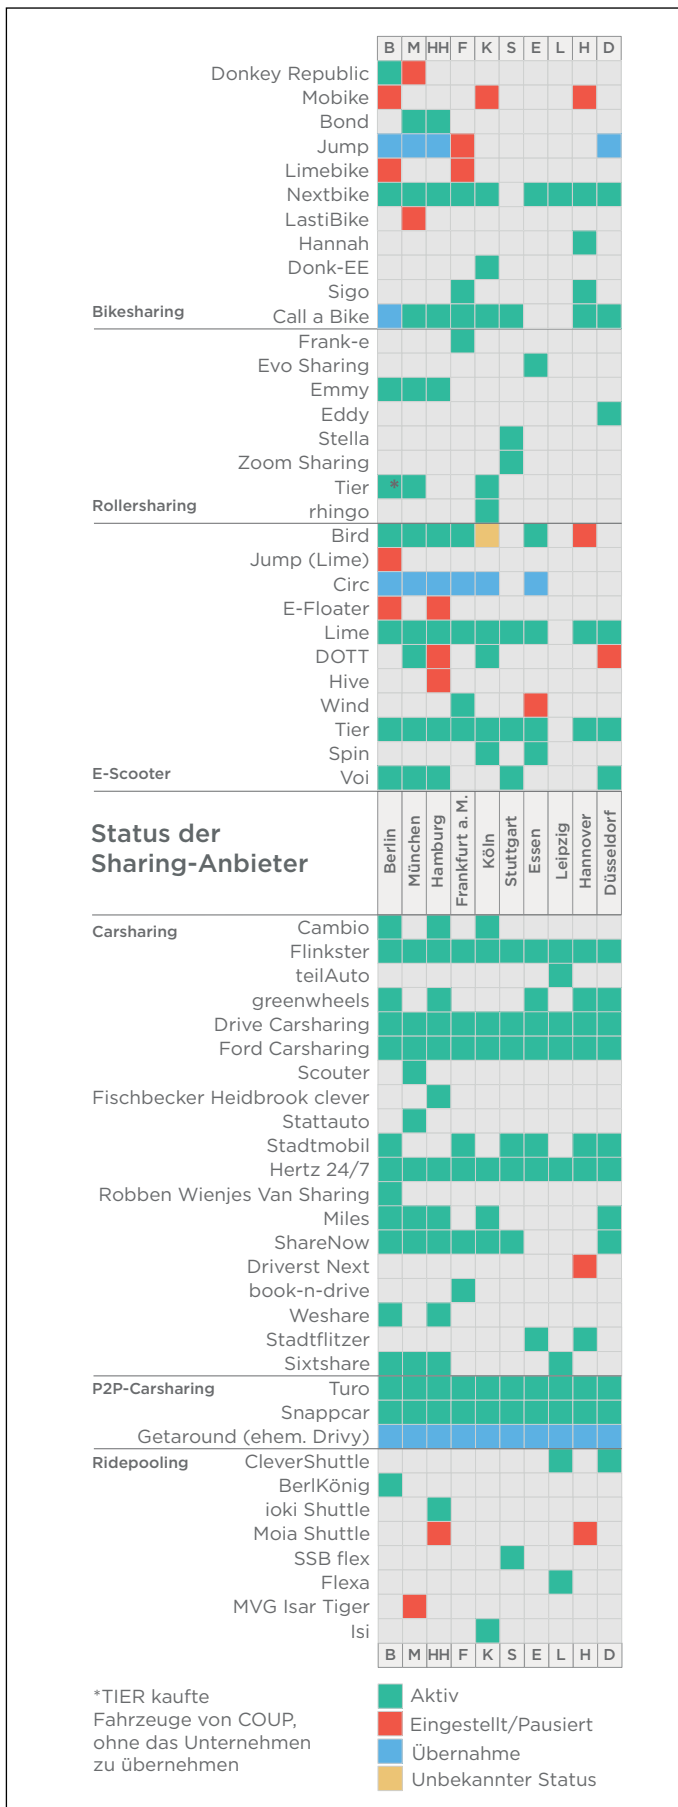 B M HH F K S E L H D
Donkey Republic
Mobike
Bond
Jump
Limebike
Nextbike
LastiBike
Hannah
Donk-EE
Sigo
Bikesharing Call a Bike
Frank-e
Evo Sharing
Emmy
Eddy
Stella
Zoom Sharing
Tier *
Rollersharing rhingo
Bird
Jump (Lime)
Circ
E-Floater
Lime
DOTT
Hive
Wind
Tier
Spin
E-Scooter Voi
Status der
Sharing-Anbieter
Berlin
München
Hamburg
Frankfurt a. M.
Köln
Stuttgart
Essen
Leipzig
Hannover
Düsseldorf
Carsharing Cambio
Flinkster
teilAuto
greenwheels
Drive Carsharing
Ford Carsharing
Scouter
Fischbecker Heidbrook clever
Stattauto
Stadtmobil
Hertz 24/7
Robben Wienjes Van Sharing
Miles
ShareNow
Driverst Next
book-n-drive
Weshare
Stadtflitzer
Sixtshare
P2P-Carsharing Turo
Snappcar
Getaround (ehem. Drivy)
Ridepooling CleverShuttle
BerlKönig
ioki Shuttle
Moia Shuttle
SSB flex
Flexa
MVG Isar Tiger
Isi
B M HH F K S E L H D
*TIER kaufte
Fahrzeuge von COUP,
ohne das Unternehmen
zu übernehmen
Aktiv
Eingestellt/Pausiert
Übernahme
Unbekannter Status